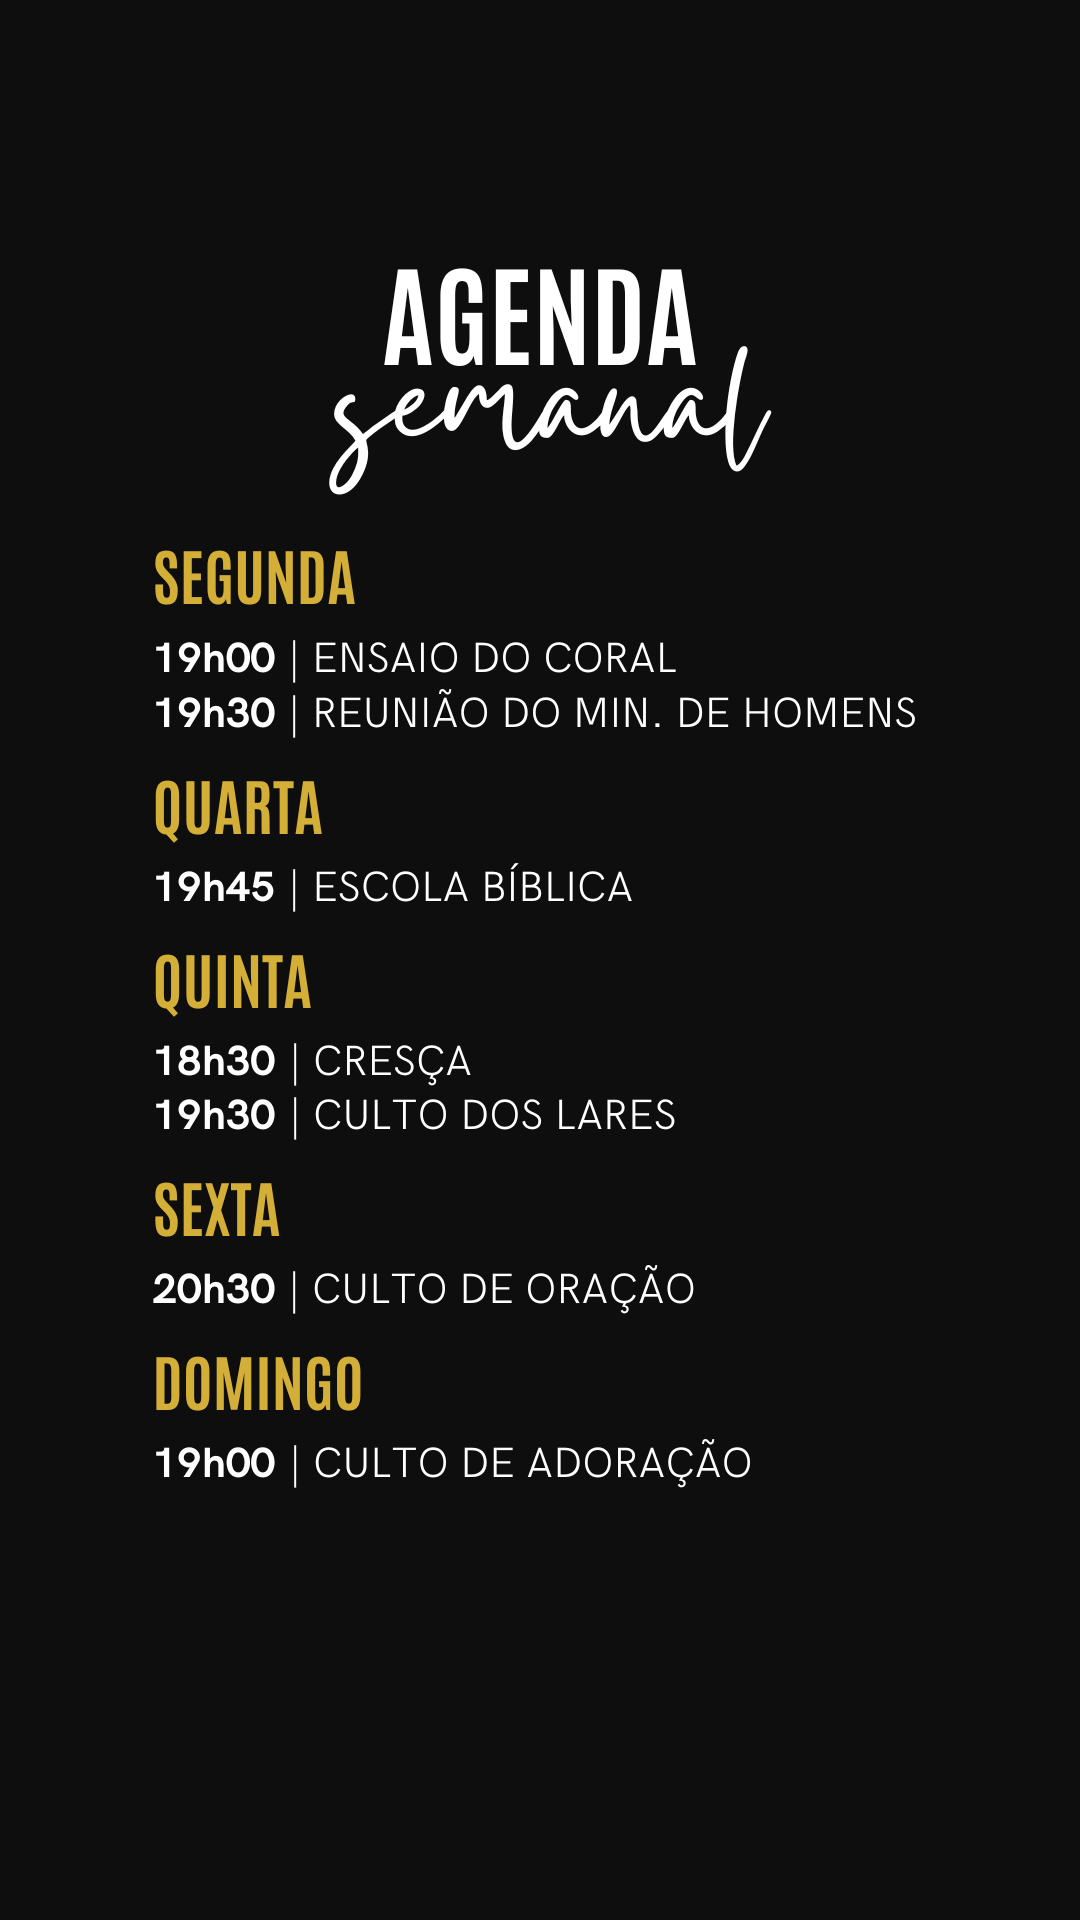 AGENDA
semanal
SEGUNDA
19h00 | ENSAIO DO CORAL
19h30 | REUNIÃO DO MIN. DE HOMENS
QUARTA
19h45 | ESCOLA BÍBLICA
QUINTA
18h30 | CRESÇA
19h30 | CULTO DOS LARES
SEXTA
20h30 | CULTO DE ORAÇÃO
DOMINGO
19h00 | CULTO DE ADORAÇÃO